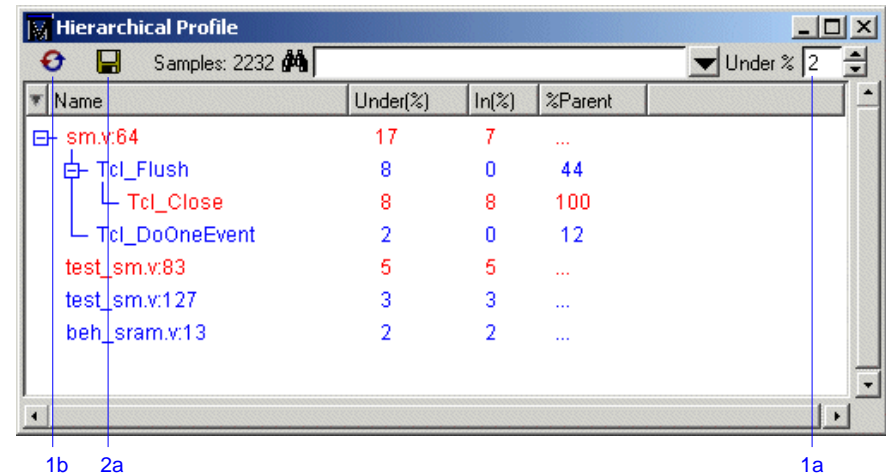 Hierarchical Profile
Samples: 2232 Under % 2
Name Under(%) In(%) %Parent
sm.v:64 17 7 ...
Tcl_Flush 8 0 44
Tcl_Close 8 8 100
Tcl_DoOneEvent 2 0 12
test_sm.v:83 5 5 ...
test_sm.v:127 3 3 ...
beh_sram.v:13 2 2 ...
1b 2a 1a